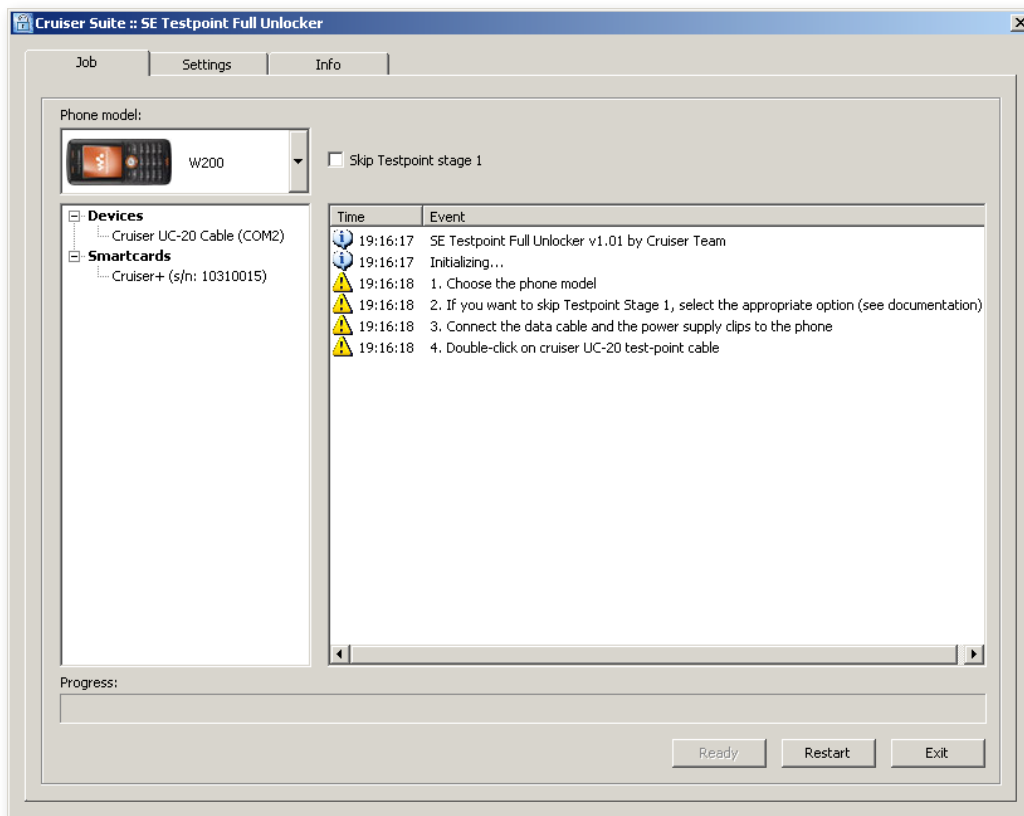 Cruiser Suite :: SE Testpoint Full Unlocker
Job Settings Info
Phone model:
W200
Skip Testpoint stage 1
Devices
Cruiser UC-20 Cable (COM2)
Smartcards
Cruiser+ (s/n: 10310015)
Time Event
19:16:17 SE Testpoint Full Unlocker v1.01 by Cruiser Team
19:16:17 Initializing...
19:16:18 1. Choose the phone model
19:16:18 2. If you want to skip Testpoint Stage 1, select the appropriate option (see documentation)
19:16:18 3. Connect the data cable and the power supply clips to the phone
19:16:18 4. Double-click on cruiser UC-20 test-point cable
Progress:
Ready Restart Exit